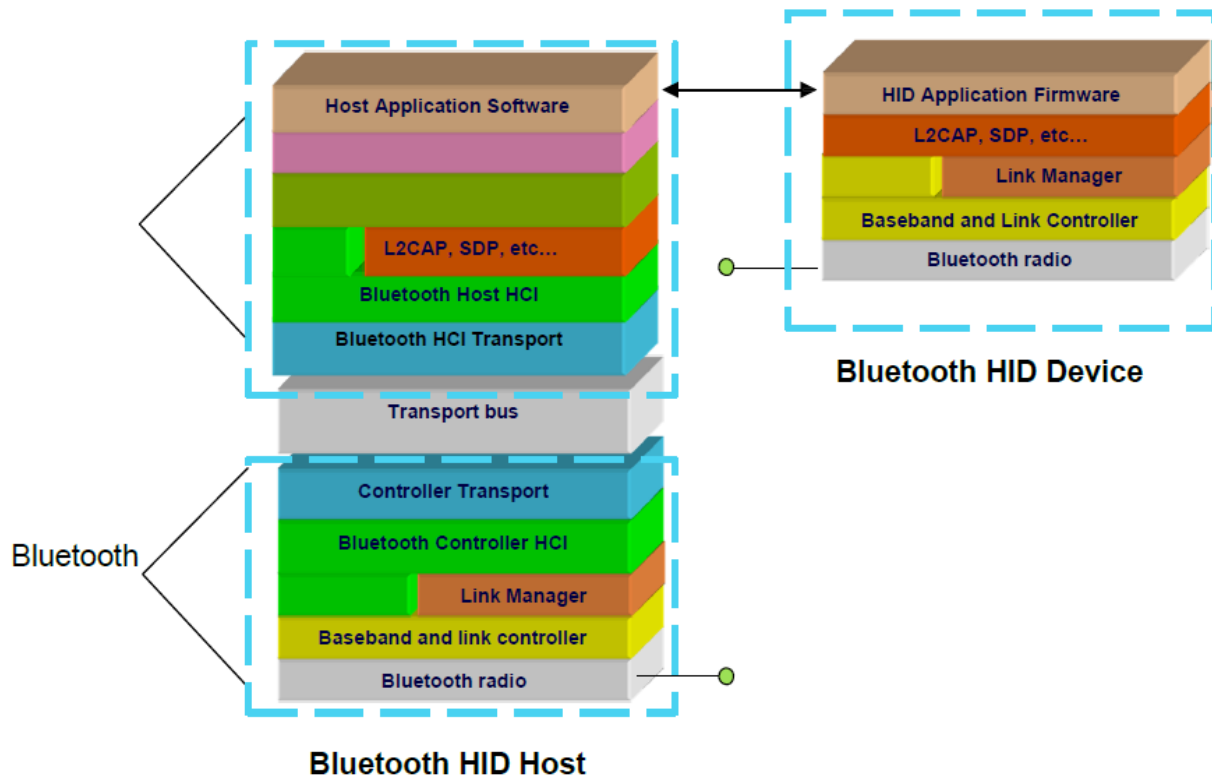 Host Application Software
L2CAP, SDP, etc...
Bluetooth Host HCI
Bluetooth HCI Transport
Transport bus
Controller Transport
Bluetooth Controller HCI
Link Manager
Baseband and link controller
Bluetooth radio
Bluetooth
Bluetooth HID Host
HID Application Firmware
L2CAP, SDP, etc...
Link Manager
Baseband and Link Controller
Bluetooth radio
Bluetooth HID Device